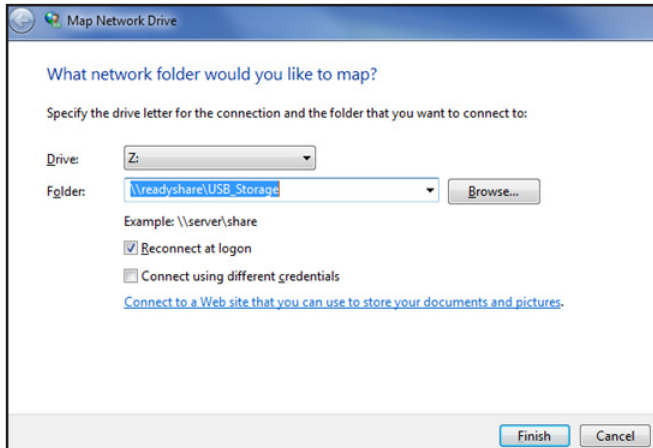 Map Network Drive
What network folder would you like to map?
Specify the drive letter for the connection and the folder that you want to connect to:
Drive: Z:
Folder: \\readyshare\USB_Storage Browse...
Example: \\server\share
Reconnect at logon
Connect using different credentials
Connect to a Web site that you can use to store your documents and pictures.
Finish Cancel